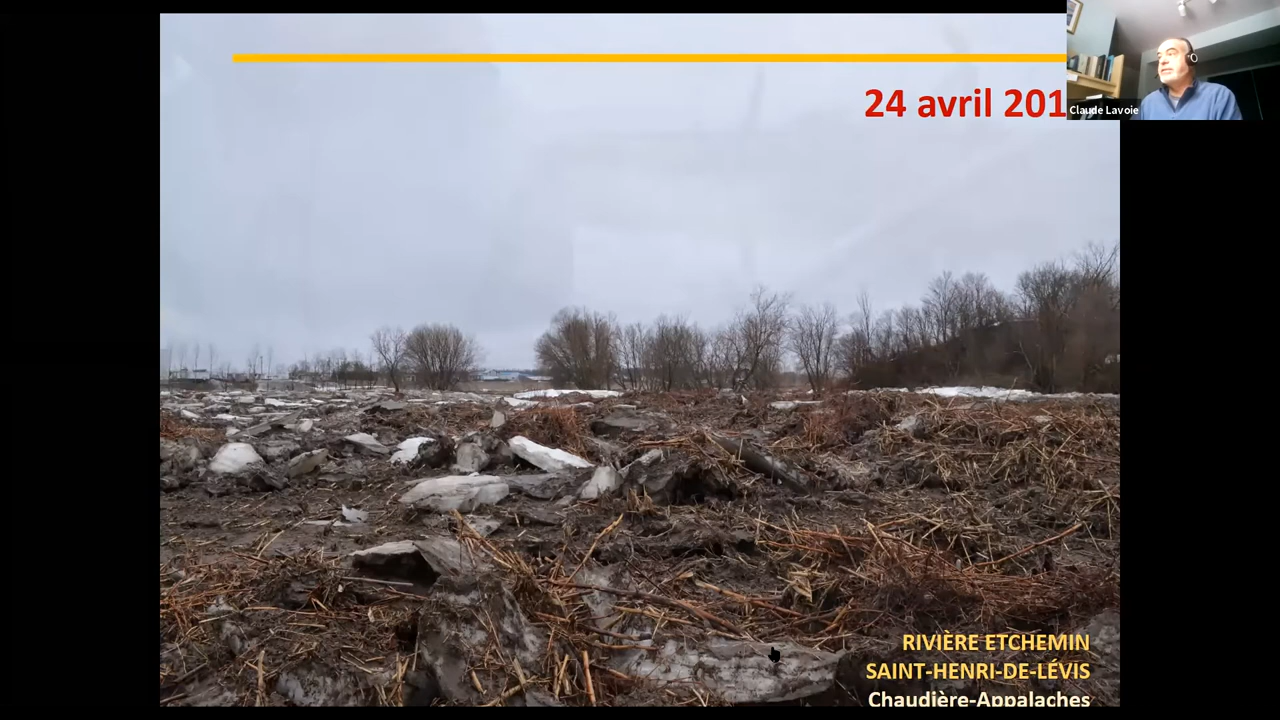 24 avril 201
Claude Lavoie
RIVIÈRE ETCHEMIN
SAINT-HENRI-DE-LÉVIS
Chaudière-Appalaches